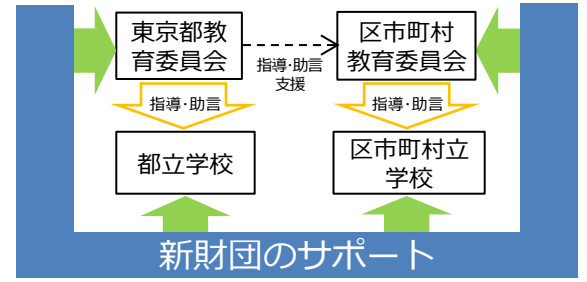 東京都教
育委員会
区市町村
教育委員会
指導・助言
支援
指導・助言
指導・助言
都立学校
区市町村立
学校
新財団のサポート